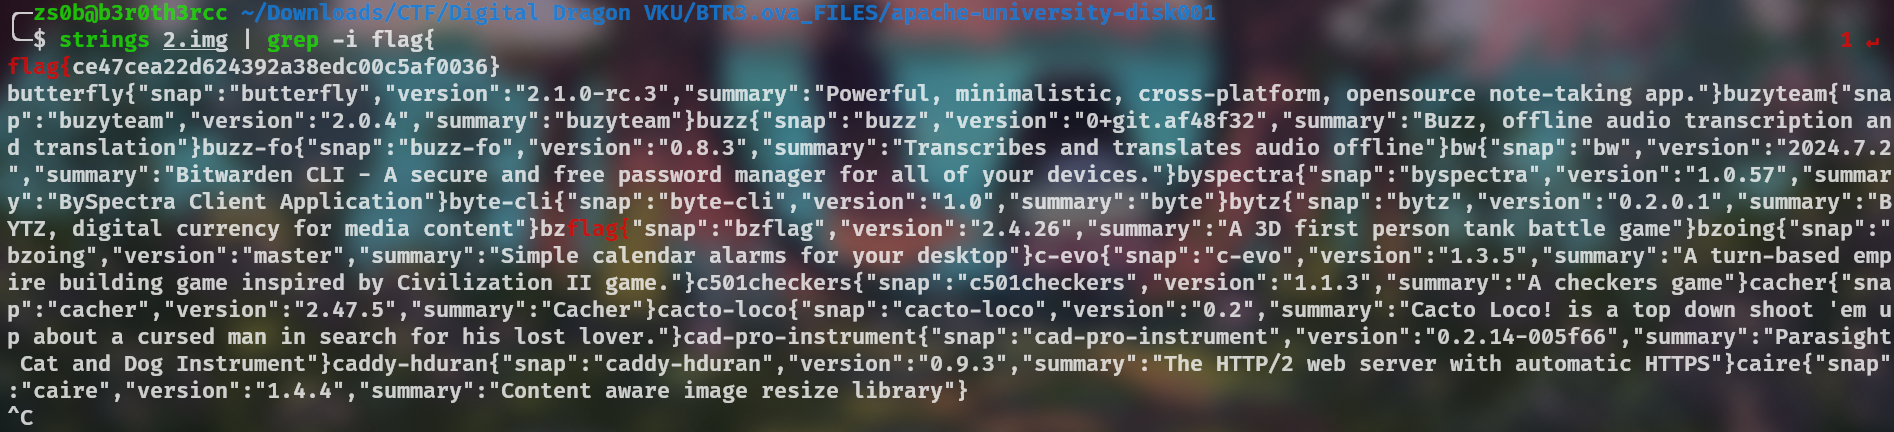 zs0b@b3r0th3rcc ~/Downloads/CTF/Digital Dragon VKU/BTR3.ova_FILES/apache-university-disk001
$ strings 2.img | grep -i flag{ 1 ↵
flag{ce47cea22d624392a38edc00c5af0036}
butterfly{"snap":"butterfly","version":"2.1.0-rc.3","summary":"Powerful, minimalistic, cross-platform, opensource note-taking app."}buzyteam{"sna
p":"buzyteam","version":"2.0.4","summary":"buzyteam"}buzz{"snap":"buzz","version":"0+git.af48f32","summary":"Buzz, offline audio transcription an
d translation"}buzz-fo{"snap":"buzz-fo","version":"0.8.3","summary":"Transcribes and translates audio offline"}bw{"snap":"bw","version":"2024.7.2
","summary":"Bitwarden CLI - A secure and free password manager for all of your devices."}byspectra{"snap":"byspectra","version":"1.0.57","summar
y":"BySpectra Client Application"}byte-cli{"snap":"byte-cli","version":"1.0","summary":"byte"}bytz{"snap":"bytz","version":"0.2.0.1","summary":"B
YTZ, digital currency for media content"}bzflag{"snap":"bzflag","version":"2.4.26","summary":"A 3D first person tank battle game"}bzoing{"snap":"
bzoing","version":"master","summary":"Simple calendar alarms for your desktop"}c-evo{"snap":"c-evo","version":"1.3.5","summary":"A turn-based emp
ire building game inspired by Civilization II game."}c501checkers{"snap":"c501checkers","version":"1.1.3","summary":"A checkers game"}cacher{"sna
p":"cacher","version":"2.47.5","summary":"Cacher"}cacto-loco{"snap":"cacto-loco","version":"0.2","summary":"Cacto Loco! is a top down shoot 'em u
p about a cursed man in search for his lost lover."}cad-pro-instrument{"snap":"cad-pro-instrument","version":"0.2.14-005f66","summary":"Parasight
 Cat and Dog Instrument"}caddy-hduran{"snap":"caddy-hduran","version":"0.9.3","summary":"The HTTP/2 web server with automatic HTTPS"}caire{"snap"
:"caire","version":"1.4.4","summary":"Content aware image resize library"}
^C